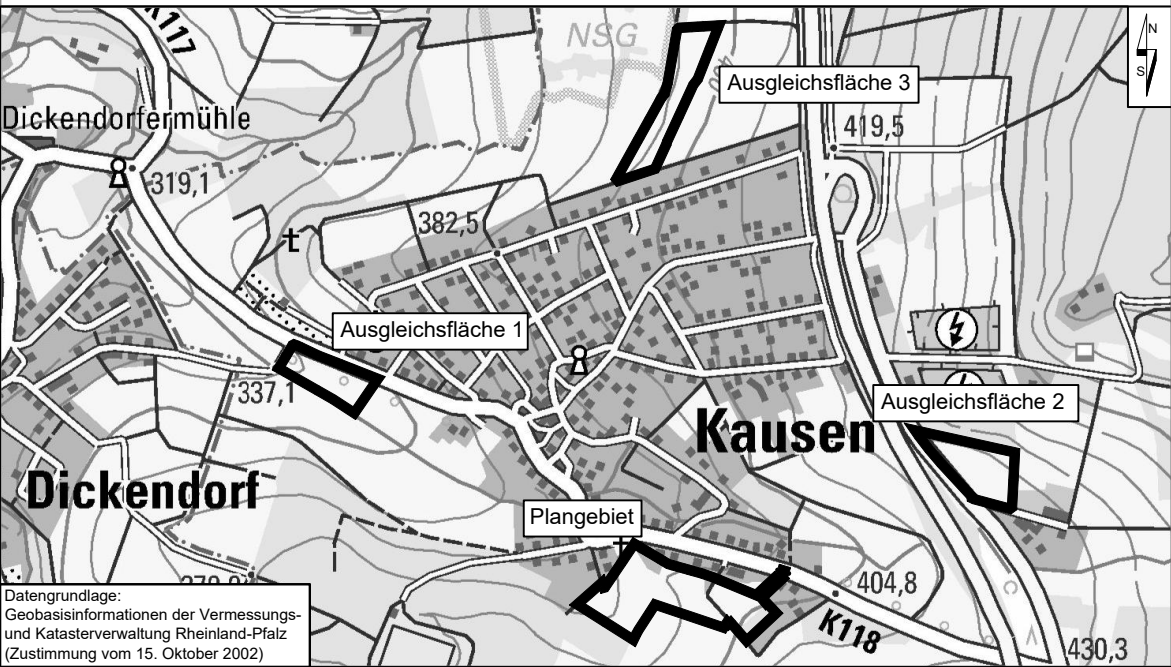 K117
NSG
N
S
Ausgleichsfläche 3
Dickendorfermühle
419,5
319,1
382,5
Ausgleichsfläche 1
337,1
Ausgleichsfläche 2
Kausen
Dickendorf
Plangebiet
404,8
K118
430,3
Datengrundlage:
Geobasisinformationen der Vermessungs-
und Katasterverwaltung Rheinland-Pfalz
(Zustimmung vom 15. Oktober 2002)